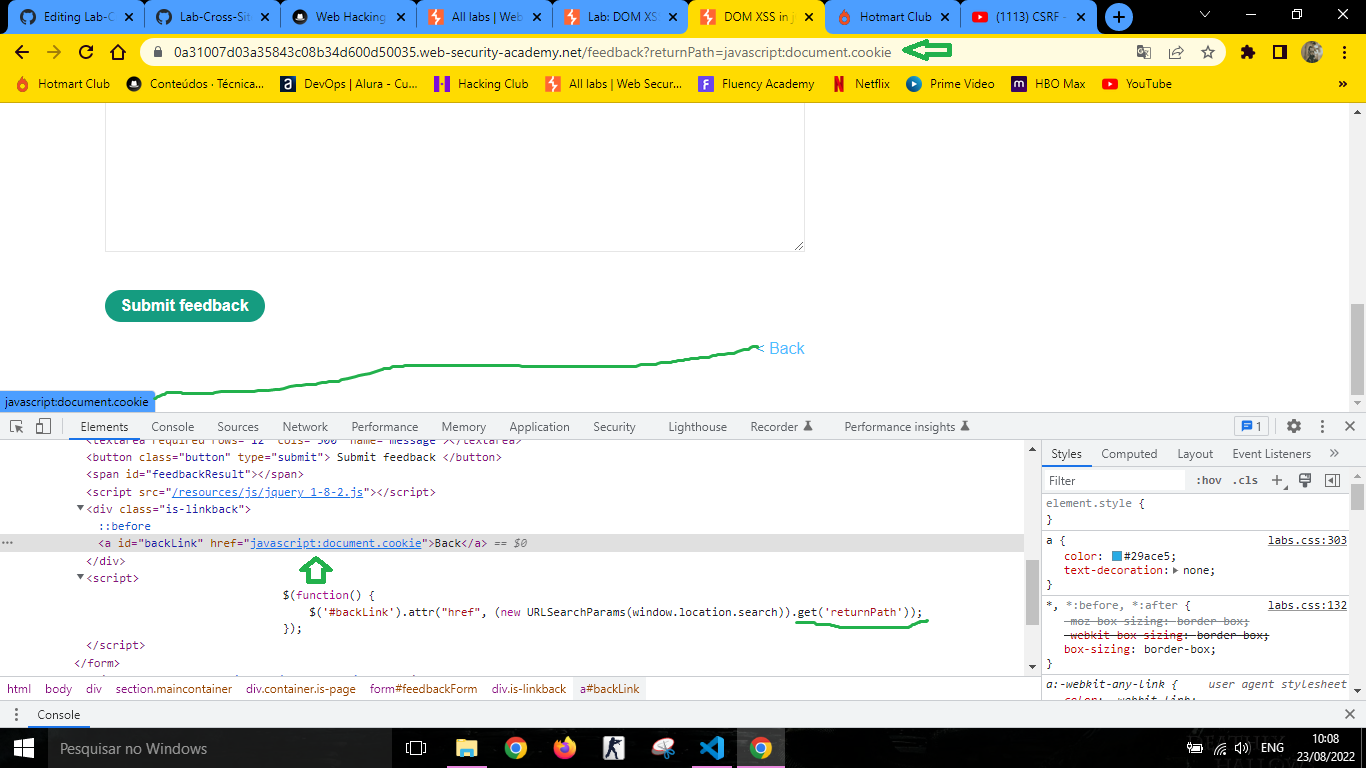 Editing Lab-C
Lab-Cross-Sit
Web Hacking
All labs | Web
Lab: DOM XS
DOM XSS in j
Hotmart Club
(1113) CSRF -
0a31007d03a35843c08b34d600d50035.web-security-academy.net/feedback?returnPath=javascript:document.cookie
Hotmart Club
Conteúdos · Técnica...
DevOps | Alura - Cu...
Hacking Club
All labs | Web Secur...
Fluency Academy
Netflix
Prime Video
HBO Max
YouTube
»
Submit feedback
< Back
javascript:document.cookie
Elements
Console
Sources
Network
Performance
Memory
Application
Security
Lighthouse
Recorder
Performance insights
1
<textarea required rows="12" cols="300" name="message"></textarea>
<button class="button" type="submit"> Submit feedback </button>
<span id="feedbackResult"></span>
<script src="/resources/js/jquery_1-8-2.js"></script>
<div class="is-linkback">
::before
<a id="backLink" href="javascript:document.cookie">Back</a> == $0
</div>
<script>
$(function() {
$('#backLink').attr("href", (new URLSearchParams(window.location.search)).get('returnPath'));
});
</script>
</form>
html
body
div
section.maincontainer
div.container.is-page
form#feedbackForm
div.is-linkback
a#backLink
Styles
Computed
Layout
Event Listeners
»
Filter
:hov
.cls
element.style {
}
a {
labs.css:303
color: #29ace5;
text-decoration: none;
}
*, *:before, *:after {
labs.css:132
-moz-box-sizing: border-box;
-webkit-box-sizing: border-box;
box-sizing: border-box;
}
a:-webkit-any-link {
user agent stylesheet
color: -webkit-link;
Console
Pesquisar no Windows
ENG
10:08
23/08/2022